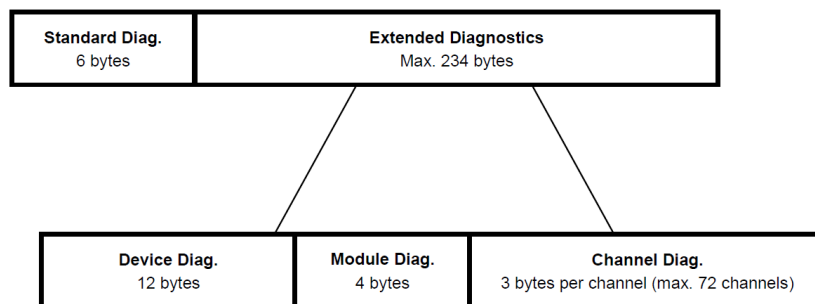 Standard Diag.
6 bytes
Extended Diagnostics
Max. 234 bytes
Device Diag.
12 bytes
Module Diag.
4 bytes
Channel Diag.
3 bytes per channel (max. 72 channels)